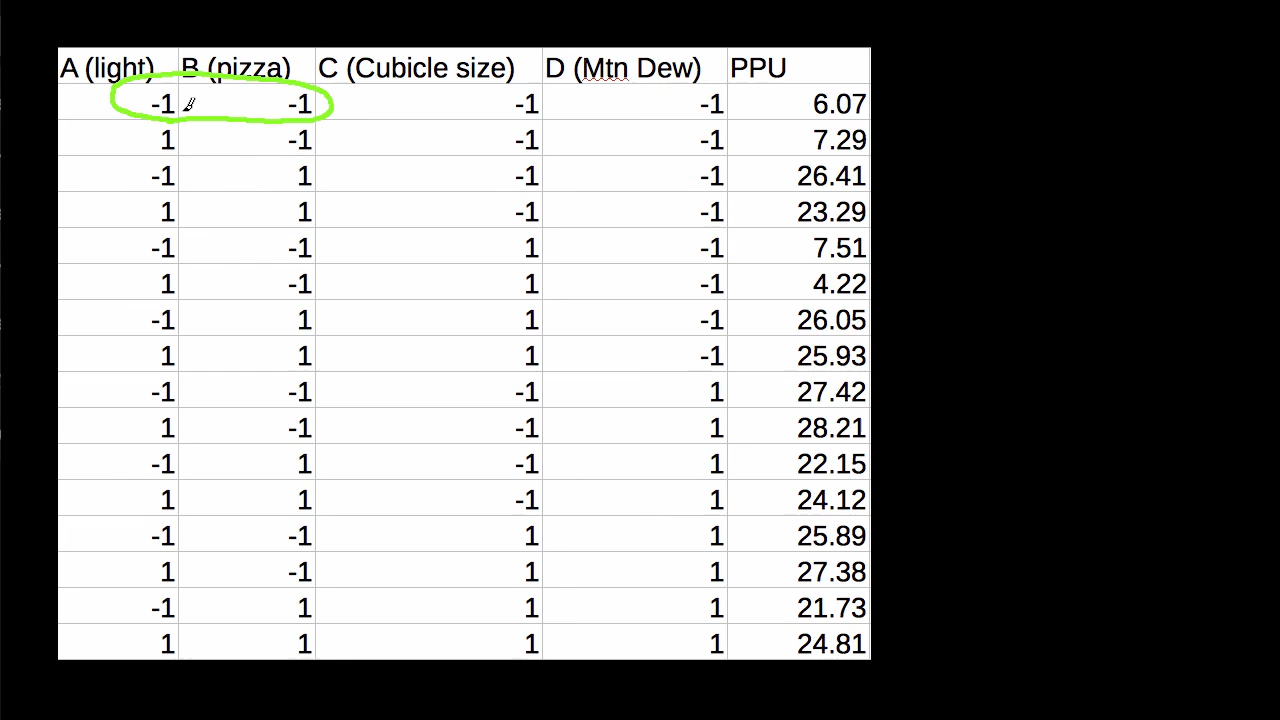 A (light) B (pizza) C (Cubicle size) D (Mtn Dew) PPU
-1 -1 -1 -1 6.07
1 -1 -1 -1 7.29
-1 1 -1 -1 26.41
1 1 -1 -1 23.29
-1 -1 1 -1 7.51
1 -1 1 -1 4.22
-1 1 1 -1 26.05
1 1 1 -1 25.93
-1 -1 -1 1 27.42
1 -1 -1 1 28.21
-1 1 -1 1 22.15
1 1 -1 1 24.12
-1 -1 1 1 25.89
1 -1 1 1 27.38
-1 1 1 1 21.73
1 1 1 1 24.81